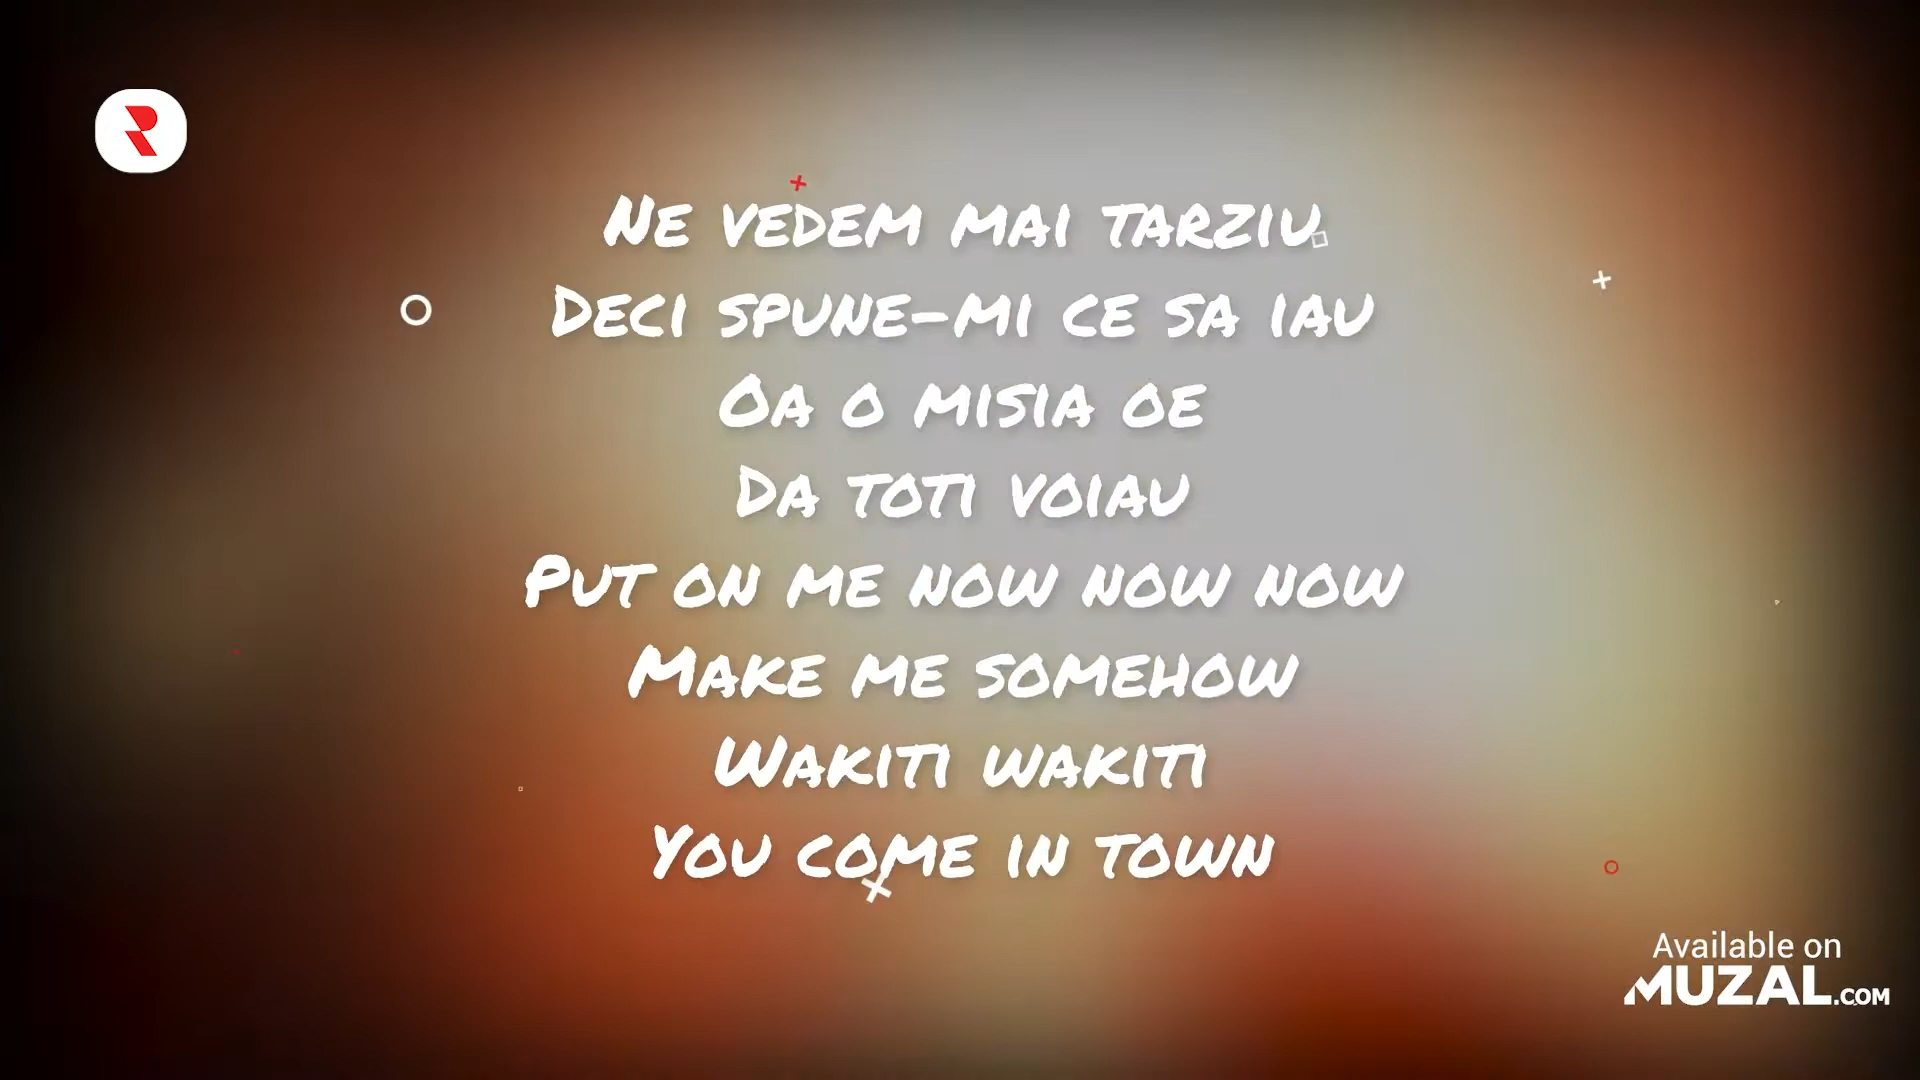 Ne vedem mai tarziu
Deci spune-mi ce sa iau
Oa o misia oe
Da toti voiau
Put on me now now now
Make me somehow
Wakiti wakiti
You come in town
Available on
MUZAL.COM